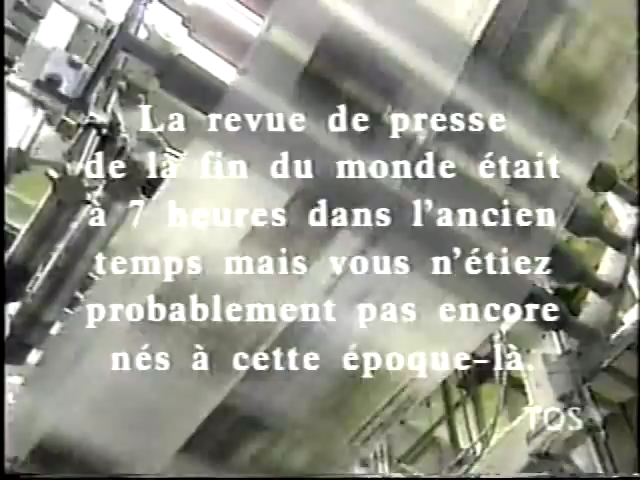 La revue de presse
de là fin du monde était
à 7 heures dans l'ancien
temps mais vous n'étiez
probablement pas encore
nés à cette époque-là.
TQS